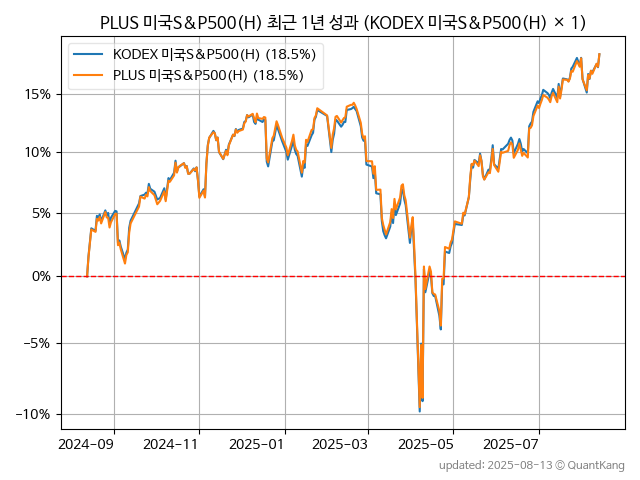 PLUS 미국S&P500(H) 최근 1년 성과 (KODEX 미국S&P500(H) × 1)
KODEX 미국S&P500(H) (18.5%)
PLUS 미국S&P500(H) (18.5%)
15%
10%
5%
0%
−5%
−10%
2024-09 2024-11 2025-01 2025-03 2025-05 2025-07
updated: 2025-08-13 © QuantKang